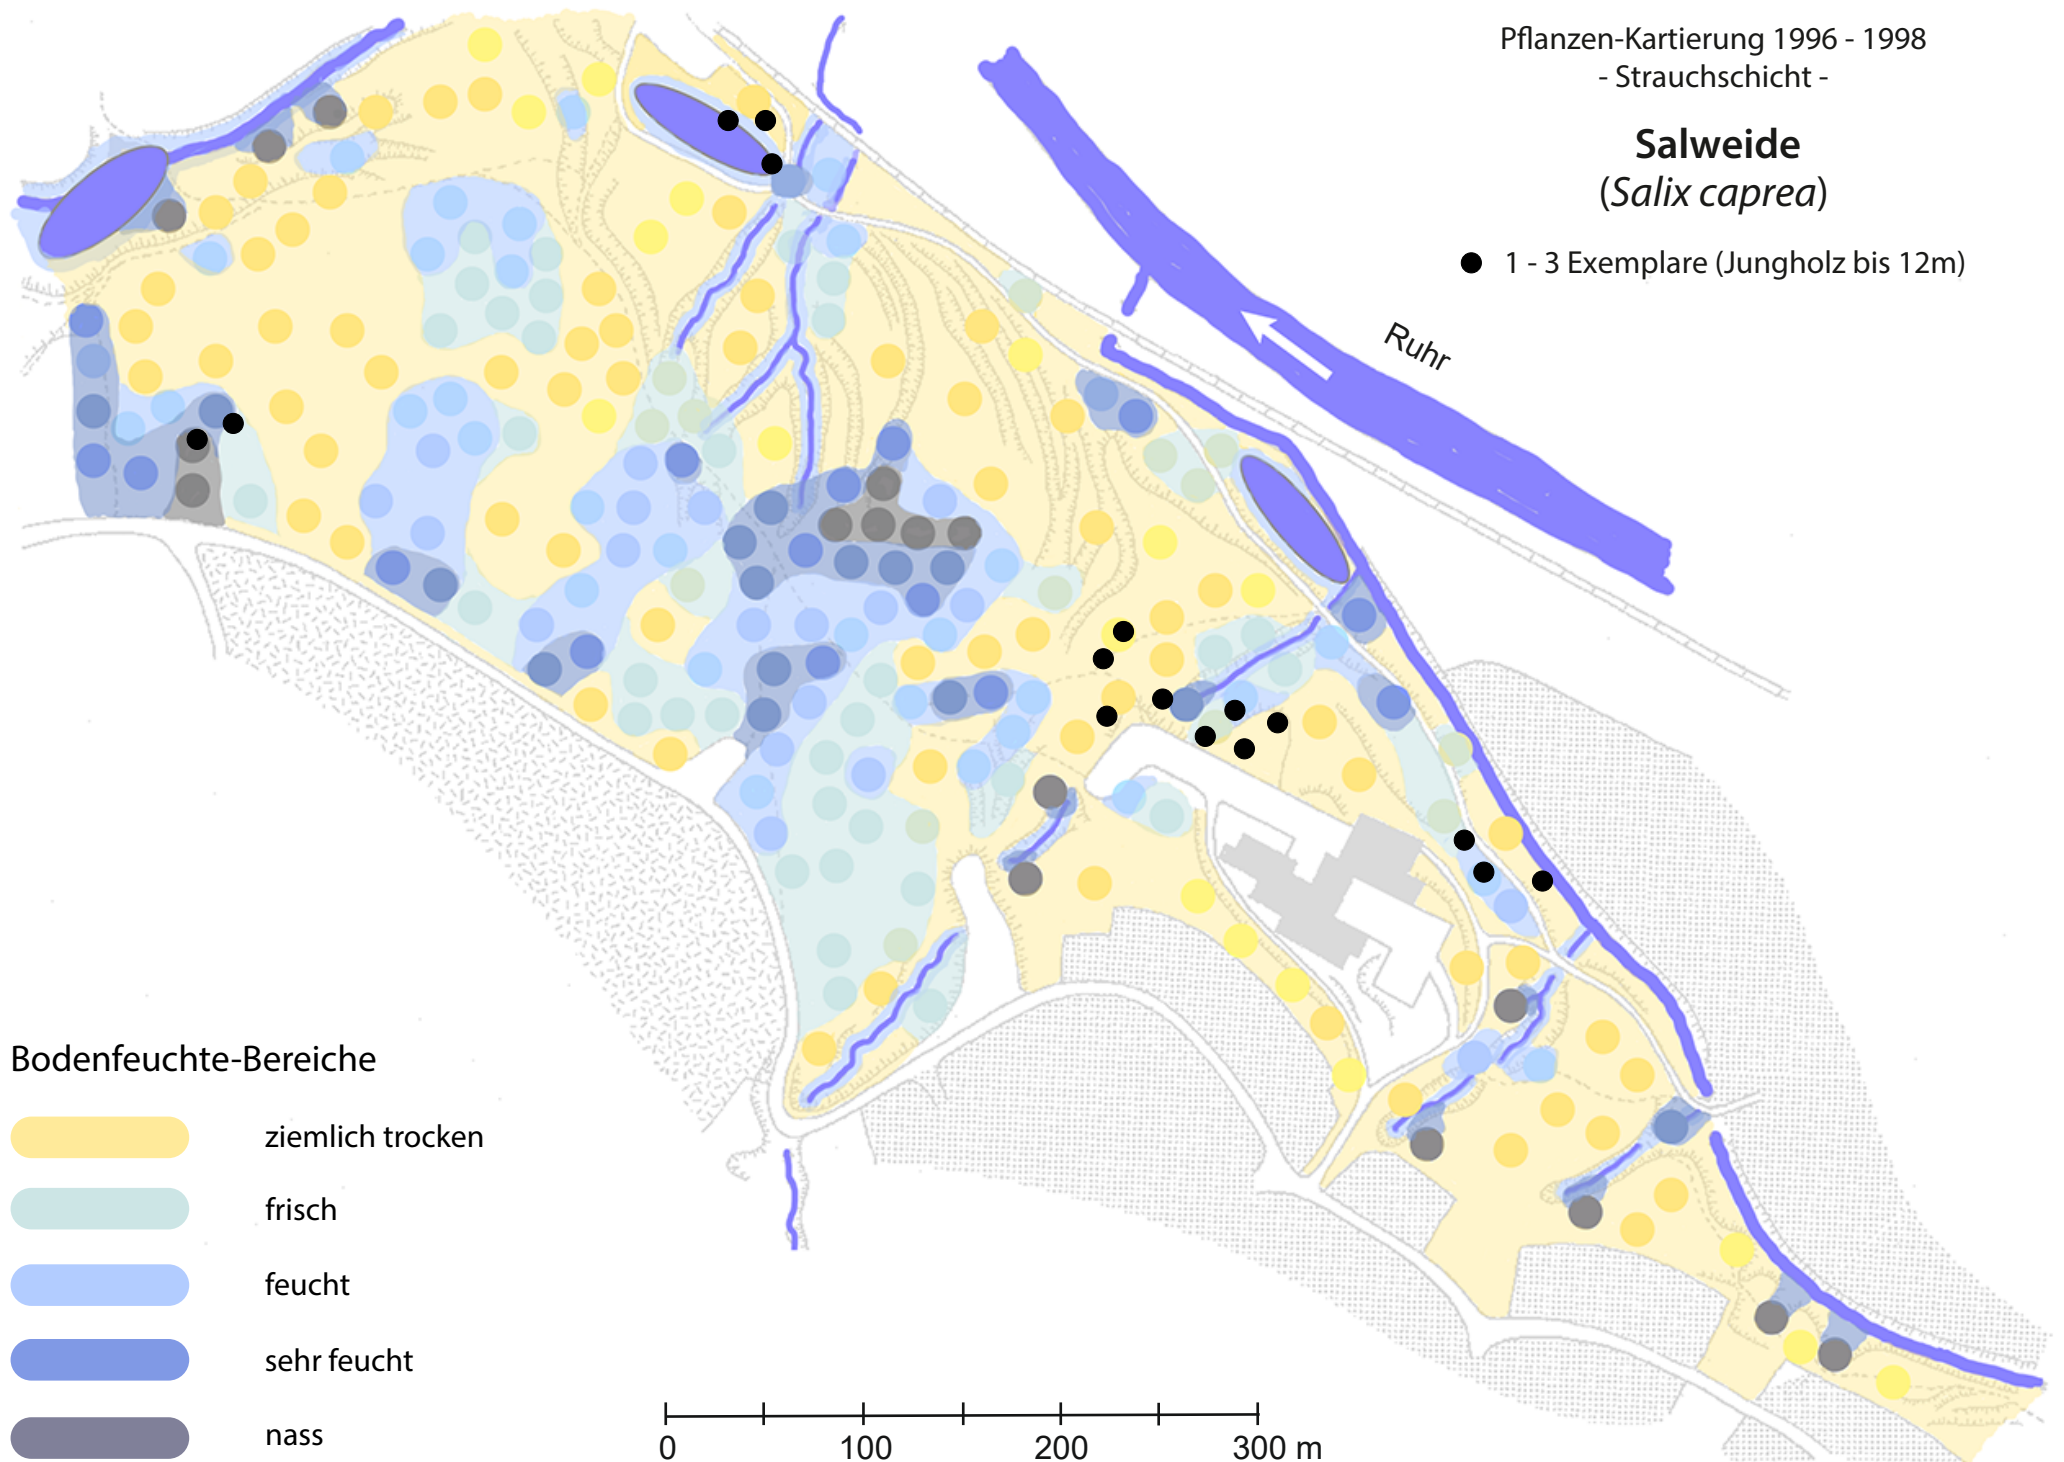 Pflanzen-Kartierung 1996 - 1998
- Strauchschicht -
Salweide
(Salix caprea)
1 - 3 Exemplare (Jungholz bis 12m)
Ruhr
Bodenfeuchte-Bereiche
ziemlich trocken
frisch
feucht
sehr feucht
nass
0 100 200 300 m